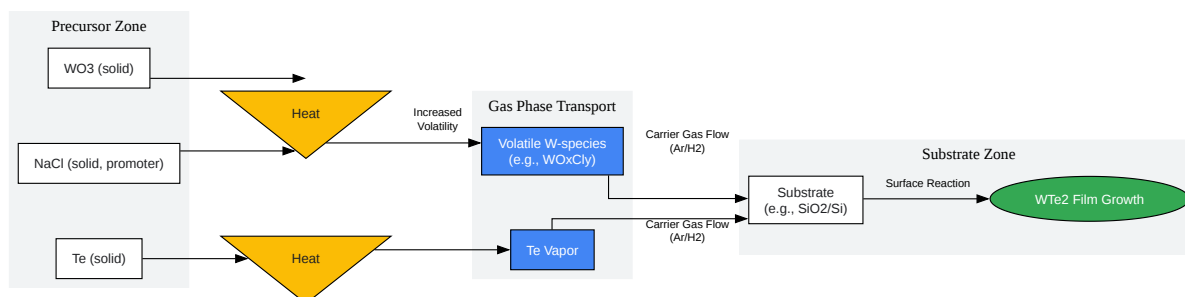 Precursor Zone
WO3 (solid)
Heat
NaCl (solid, promoter)
Te (solid)
Heat
Increased
Volatility
Gas Phase Transport
Volatile W-species
(e.g., WOxCly)
Te Vapor
Carrier Gas Flow
(Ar/H2)
Carrier Gas Flow
(Ar/H2)
Substrate Zone
Substrate
(e.g., SiO2/Si)
Surface Reaction
WTe2 Film Growth